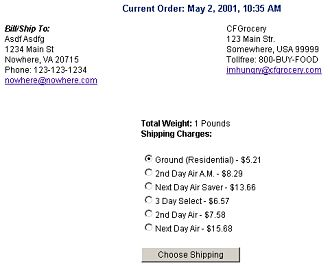 Current Order: May 2, 2001, 10:35 AM
Bill/Ship To:
Asdf Asdfg
1234 Main St
Nowhere, VA 20715
Phone: 123-123-1234
nowhere@nowhere.com
CFGrocery
123 Main Str.
Somewhere, USA 99999
Tollfree: 800-BUY-FOOD
imhungry@cfgrocery.com
Total Weight: 1 Pounds
Shipping Charges:
Ground (Residential) - $5.21
2nd Day Air A.M. - $8.29
Next Day Air Saver - $13.66
3 Day Select - $6.57
2nd Day Air - $7.58
Next Day Air - $15.68
Choose Shipping